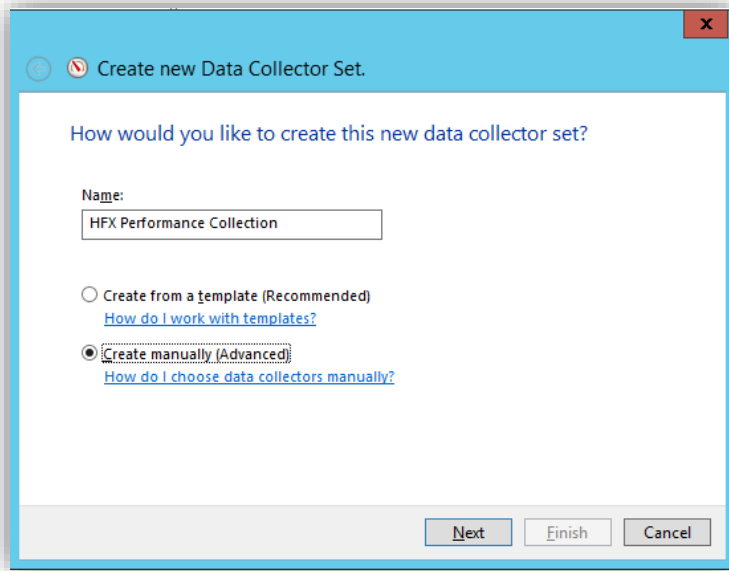 x
Create new Data Collector Set.
How would you like to create this new data collector set?
Name:
HFX Performance Collection
Create from a template (Recommended)
How do I work with templates?
Create manually (Advanced)
How do I choose data collectors manually?
Next Finish Cancel